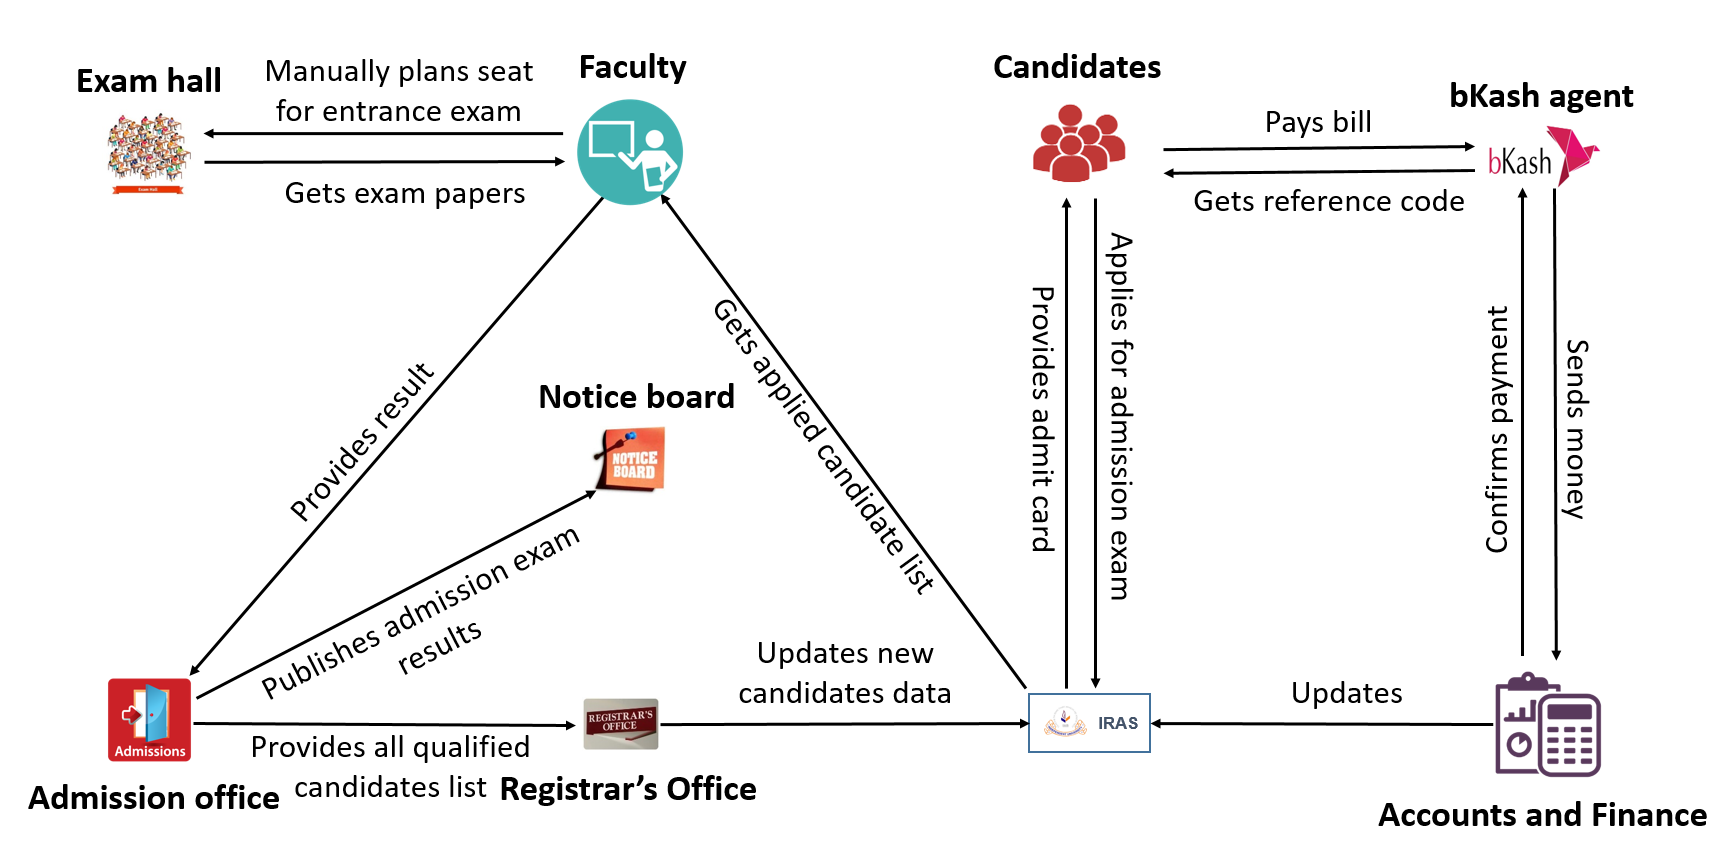 Exam hall
Manually plans seat
for entrance exam
Faculty
Candidates
bKash agent
Pays bill
bKash
Exam Hall
Gets exam papers
Gets reference code
Applies for admission exam
Provides admit card
Gets applied candidate list
Confirms payment
Sends money
Provides result
Notice board
NOTICE
BOARD
Publishes admission exam
results
Updates new
candidates data
Updates
REGISTRAR'S
OFFICE
IRAS
Admissions
Provides all qualified
candidates list
Admission office
Registrar’s Office
Accounts and Finance